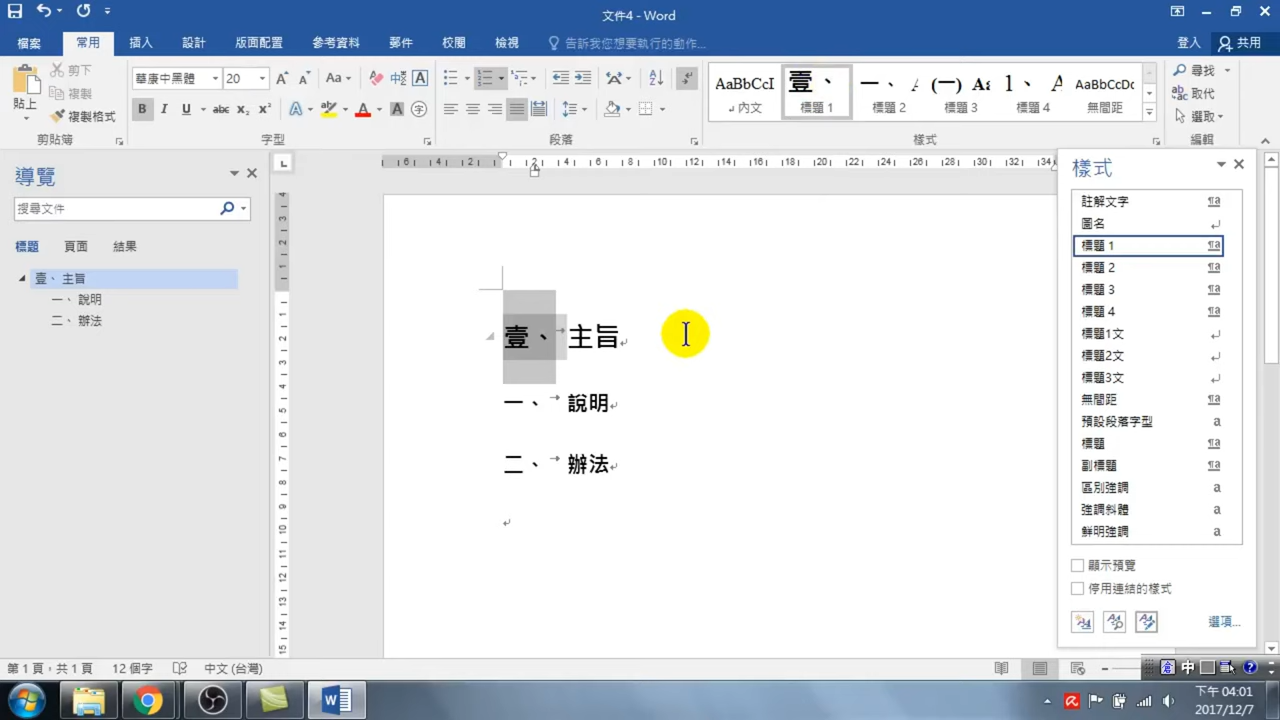 文件4 - Word
檔案 常用 插入 設計 版面配置 參考資料 郵件 校閱 檢視 告訴我您想要執行的動作... 登入 共用
貼上
剪下
複製
複製格式
剪貼簿
華康中黑體 20
字型
段落
AaBbCcI 壹、 一、 (一) 1、 AaBbCcDc
內文 標題 1 標題 2 標題 3 標題 4 無間距
樣式
尋找
取代
選取
編輯
導覽
搜尋文件
標題 頁面 結果
壹、 主旨
一、 說明
二、 辦法
壹、 主旨
一、 說明
二、 辦法
樣式
註解文字
圖名
標題 1
標題 2
標題 3
標題 4
標題1文
標題2文
標題3文
無間距
預設段落字型
標題
副標題
區別強調
強調斜體
鮮明強調
顯示預覽
停用連結的樣式
選項...
第 1 頁，共 1 頁 12 個字 中文 (台灣)
中
下午 04:01
2017/12/7